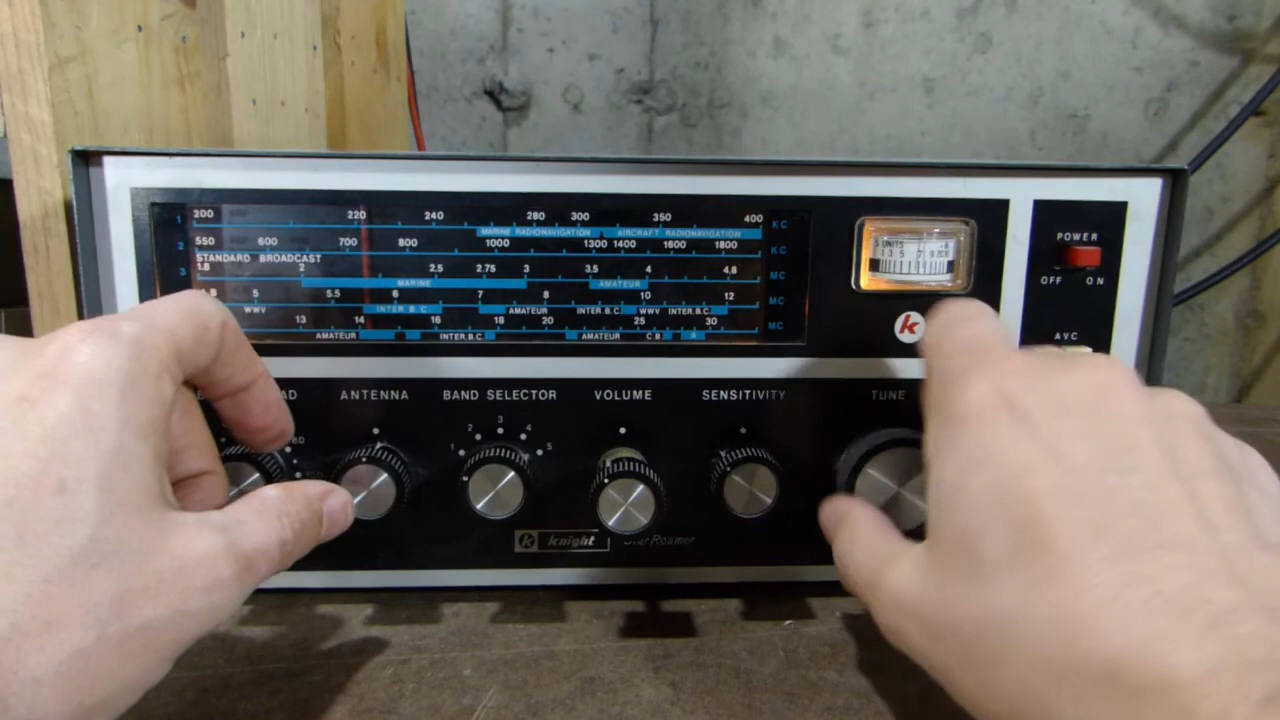 1 200 220 240 280 300 350 400 KC
MARINE RADIONAVIGATION AIRCRAFT RADIONAVIGATION
2 550 600 700 800 1000 1300 1400 1600 1800 KC
STANDARD BROADCAST
3 1.8 2 2.5 2.75 3 3.5 4 4.8 MC
MARINE AMATEUR
5 5.5 6 7 8 10 12 MC
WWV INTER B.C. AMATEUR INTER.B.C. WWV INTER.B.C.
13 14 16 18 20 25 30 MC
AMATEUR INTER.B.C. AMATEUR C.B. A
S UNITS
1 3 5 7 9
k
POWER
OFF ON
AVC
AD ANTENNA BAND SELECTOR VOLUME SENSITIVITY TUNE
1 2 3 4 5
k knight Star Roamer